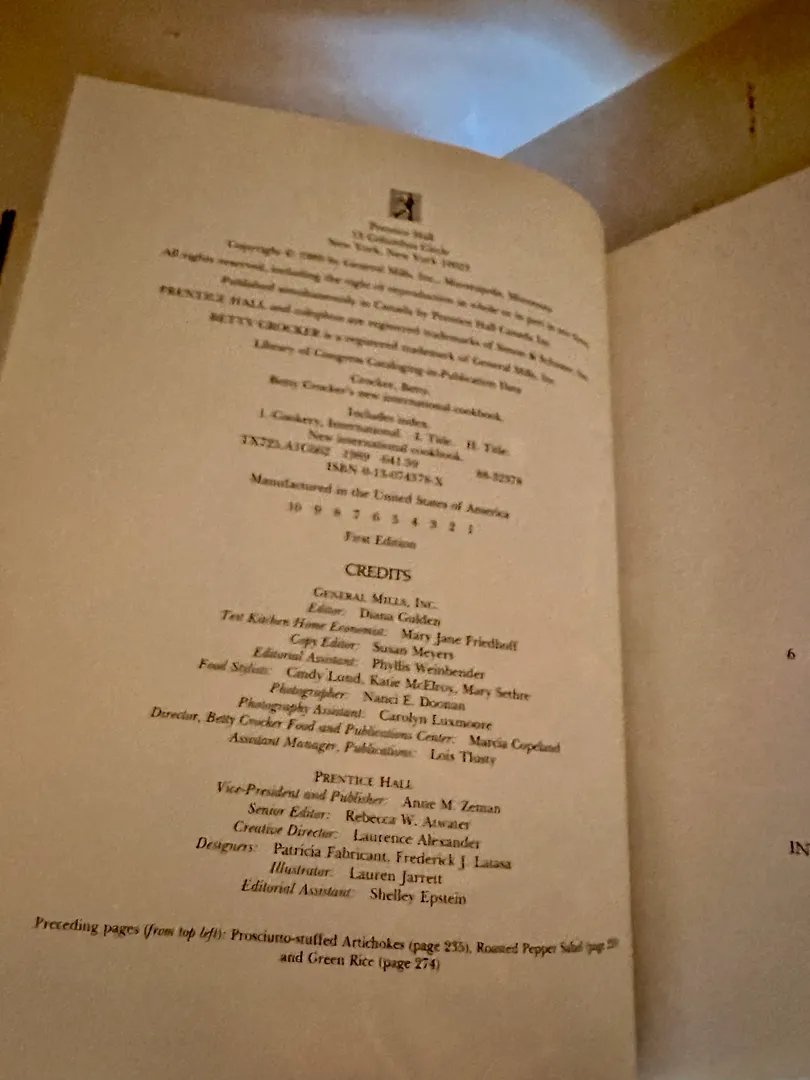 Prentice Hall
15 Columbus Circle
New York, New York 10023
Copyright © 1989 by General Mills, Inc., Minneapolis, Minnesota
All rights reserved, including the right of reproduction in whole or in part in any form.
Published simultaneously in Canada by Prentice Hall Canada Inc.
PRENTICE HALL and colophon are registered trademarks of Simon & Schuster Inc.
BETTY CROCKER is a registered trademark of General Mills, Inc.
Library of Congress Cataloging-in-Publication Data
Crocker, Betty.
Betty Crocker's new international cookbook.
Includes index.
1. Cookery, International. I. Title. II. Title:
New international cookbook.
1989 641.59
ISBN 0-13-074378-X
Manufactured in the United States of America
10 9 8 7 6 5 4 3 2 1
First Edition
CREDITS
GENERAL MILLS, INC.
Editor: Diana Gulden
Test Kitchen Home Economist: Mary Jane Friedhoff
Copy Editor: Susan Meyers
Editorial Assistant: Phyllis Weinbender
Food Stylists: Cindy Lund, Katie McElroy, Mary Sethre
Photographer: Nanci E. Doonan
Photography Assistant: Carolyn Luxmoore
Director, Betty Crocker Food and Publications Center: Marcia Copeland
Assistant Manager, Publications: Lois Tlusty
PRENTICE HALL
Vice-President and Publisher: Anne M. Zeman
Senior Editor: Rebecca W. Atwater
Creative Director: Laurence Alexander
Designers: Patricia Fabricant, Frederick J. Latasa
Illustrator: Lauren Jarrett
Editorial Assistant: Shelley Epstein
Preceding pages (from top left): Prosciutto-stuffed Artichokes (page 235), Roasted Pepper Salad (page
and Green Rice (page 274)
6
IN